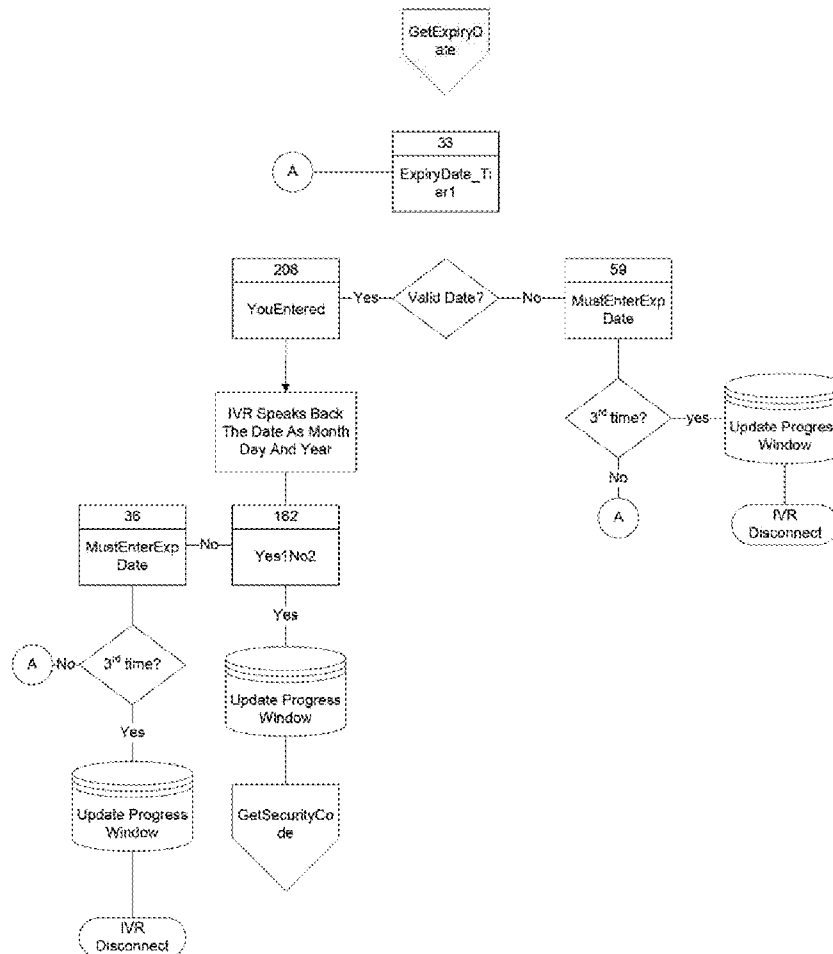 GetExpiryD
ate
33
A
ExpiryDate_Ti
er1
208
YouEntered
Yes
Valid Date?
No
59
MustEnterExp
Date
IVR Speaks Back
The Date As Month
Day And Year
3rd time?
yes
Update Progress
Window
No
A
IVR
Disconnect
36
MustEnterExp
Date
No
162
Yes1No2
Yes
A
No
3rd time?
Update Progress
Window
Yes
Update Progress
Window
GetSecurityCo
de
IVR
Disconnect